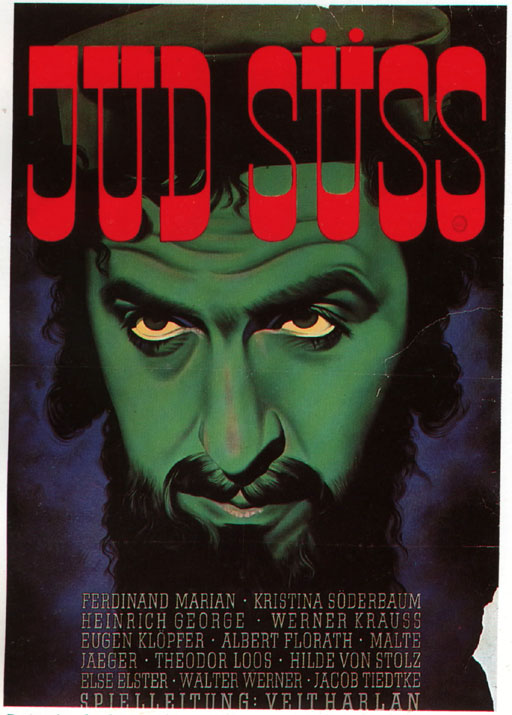 JUD SÜSS
FERDINAND MARIAN · KRISTINA SÖDERBAUM
HEINRICH GEORGE · WERNER KRAUSS
EUGEN KLÖPFER · ALBERT FLORATH · MALTE
JAEGER · THEODOR LOOS · HILDE VON STOLZ
ELSE ELSTER · WALTER WERNER · JACOB TIEDTKE
SPIELLEITUNG: VEIT HARLAN